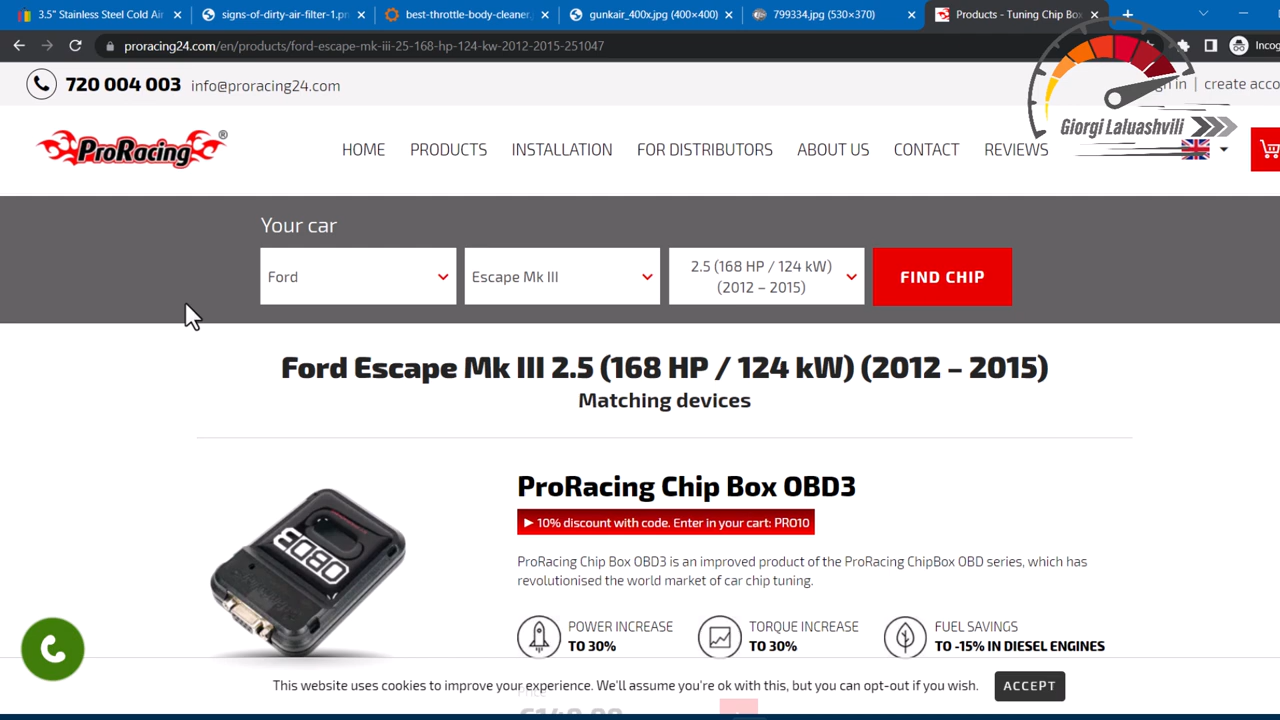 3.5" Stainless Steel Cold Air
signs-of-dirty-air-filter-1.pn
best-throttle-body-cleaner.
gunkair_400x.jpg (400×400)
799334.jpg (530×370)
Products - Tuning Chip Box
proracing24.com/en/products/ford-escape-mk-iii-25-168-hp-124-kw-2012-2015-251047
Incog
720 004 003 info@proracing24.com
sign in | create acco
Giorgi Laluashvili
ProRacing®
HOME PRODUCTS INSTALLATION FOR DISTRIBUTORS ABOUT US CONTACT REVIEWS
Your car
Ford
Escape Mk III
2.5 (168 HP / 124 kW)
(2012 – 2015)
FIND CHIP
Ford Escape Mk III 2.5 (168 HP / 124 kW) (2012 – 2015)
Matching devices
OBD3
ProRacing Chip Box OBD3
► 10% discount with code. Enter in your cart: PRO10
ProRacing Chip Box OBD3 is an improved product of the ProRacing ChipBox OBD series, which has
revolutionised the world market of car chip tuning.
POWER INCREASE
TO 30%
TORQUE INCREASE
TO 30%
FUEL SAVINGS
TO -15% IN DIESEL ENGINES
This website uses cookies to improve your experience. We'll assume you're ok with this, but you can opt-out if you wish.
ACCEPT